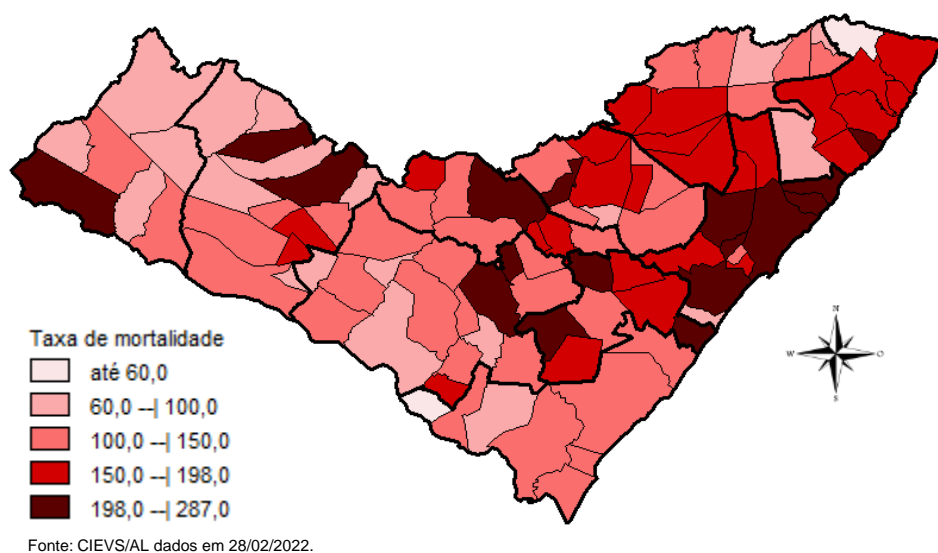 N
W
O
S
Taxa de mortalidade
até 60,0
60,0 --| 100,0
100,0 --| 150,0
150,0 --| 198,0
198,0 --| 287,0
Fonte: CIEVS/AL dados em 28/02/2022.